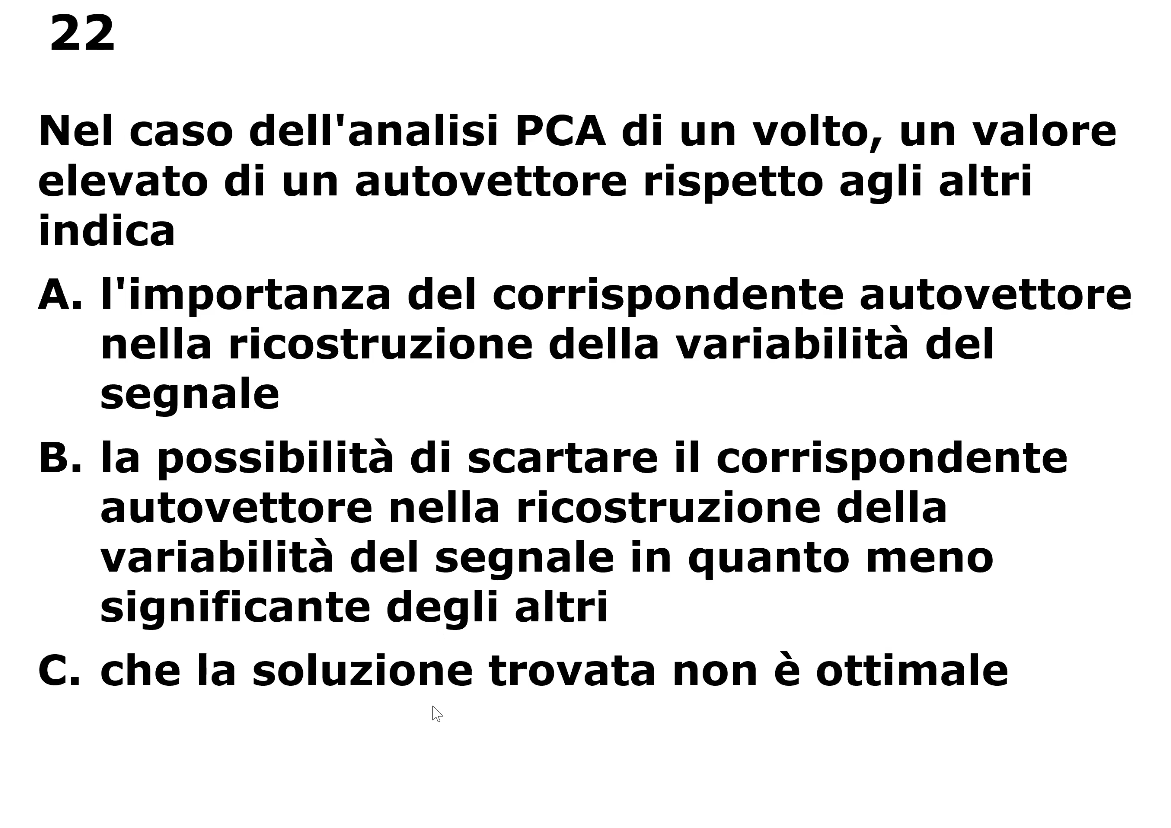 22
Nel caso dell'analisi PCA di un volto, un valore
elevato di un autovettore rispetto agli altri
indica
A. l'importanza del corrispondente autovettore
nella ricostruzione della variabilità del
segnale
B. la possibilità di scartare il corrispondente
autovettore nella ricostruzione della
variabilità del segnale in quanto meno
significante degli altri
C. che la soluzione trovata non è ottimale